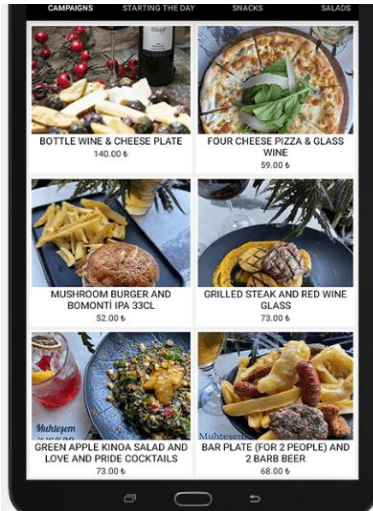 CAMPAIGNS
STARTING THE DAY
SNACKS
SALADS
BOTTLE WINE & CHEESE PLATE
140.00 ₺
FOUR CHEESE PIZZA & GLASS
WINE
59.00 ₺
MUSHROOM BURGER AND
BOMONTİ IPA 33CL
52.00 ₺
GRILLED STEAK AND RED WINE
GLASS
73.00 ₺
Muhteşem
GREEN APPLE KINOA SALAD AND
LOVE AND PRIDE COCKTAILS
73.00 ₺
Muhteşem
BAR PLATE (FOR 2 PEOPLE) AND
2 BARB BEER
68.00 ₺